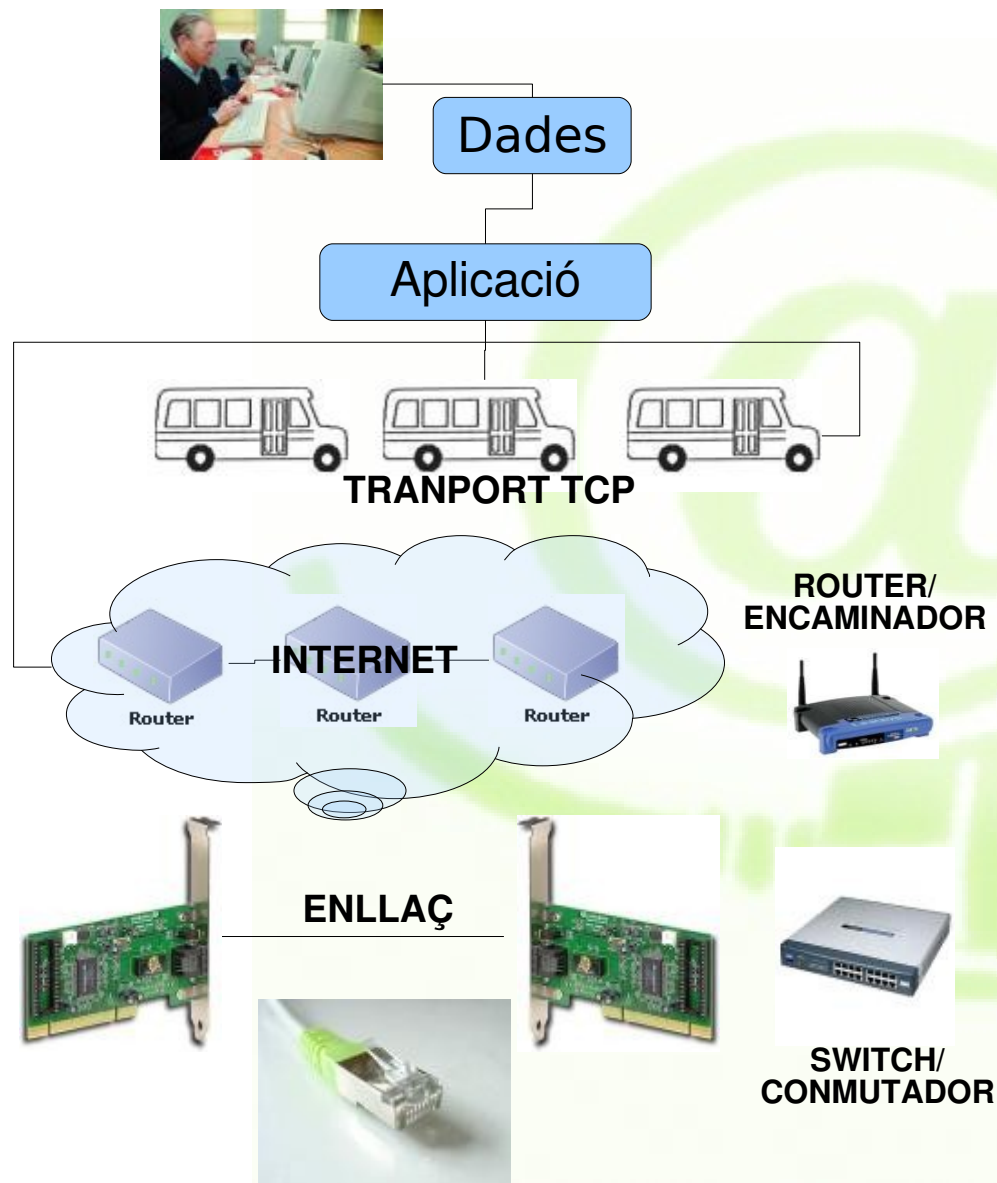 Dades
Aplicació
TRANPORT TCP
ROUTER/
ENCAMINADOR
INTERNET
Router
Router
Router
ENLLAÇ
SWITCH/
CONMUTADOR